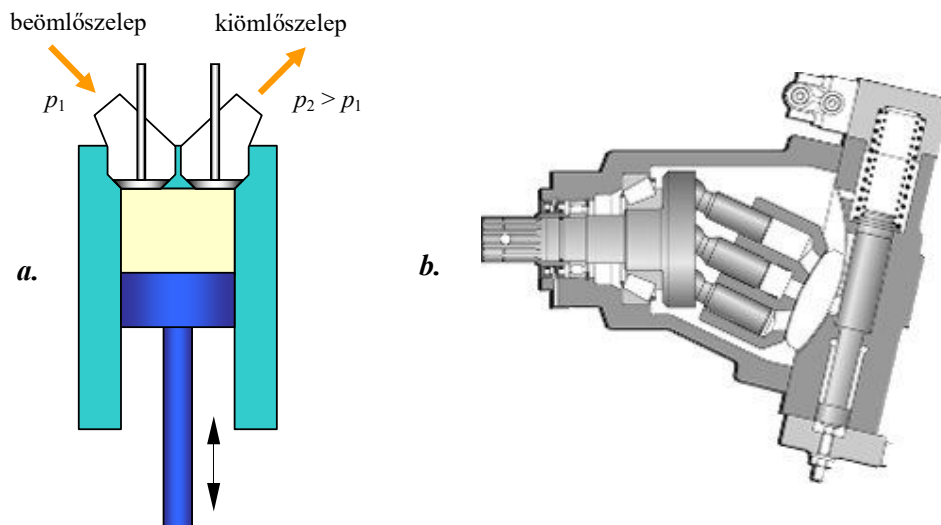 beömlőszelep
kiömlőszelep
p1
p2 > p1
a.
b.